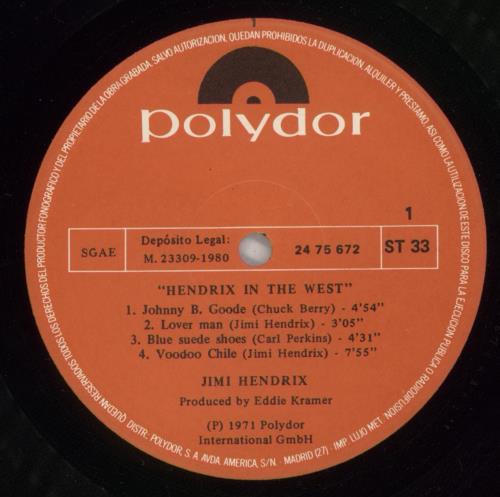 QUEDAN RESERVADOS TODOS LOS DERECHOS DEL PRODUCTOR FONOGRAFICO Y DEL PROPIETARIO DE LA OBRA GRABADA. SALVO AUTORIZACION, QUEDAN PROHIBIDOS LA DUPLICACION, ALQUILER Y PRESTAMO, ASI COMO LA UTILIZACION DE ESTE DISCO PARA LA EJECUCION PUBLICA O RADIODIFUSION
polydor
1
SGAE
Depósito Legal:
M. 23309-1980
24 75 672
ST 33
"HENDRIX IN THE WEST"
1. Johnny B. Goode (Chuck Berry) - 4'54"
2. Lover man (Jimi Hendrix) - 3'05"
3. Blue suede shoes (Carl Perkins) - 4'31"
4. Voodoo Chile (Jimi Hendrix) - 7'55"
JIMI HENDRIX
Produced by Eddie Kramer
(P) 1971 Polydor
International GmbH
DISTR. POLYDOR, S. A. AVDA. AMERICA, S/N. - MADRID (27) - IMP. LUJO MET.